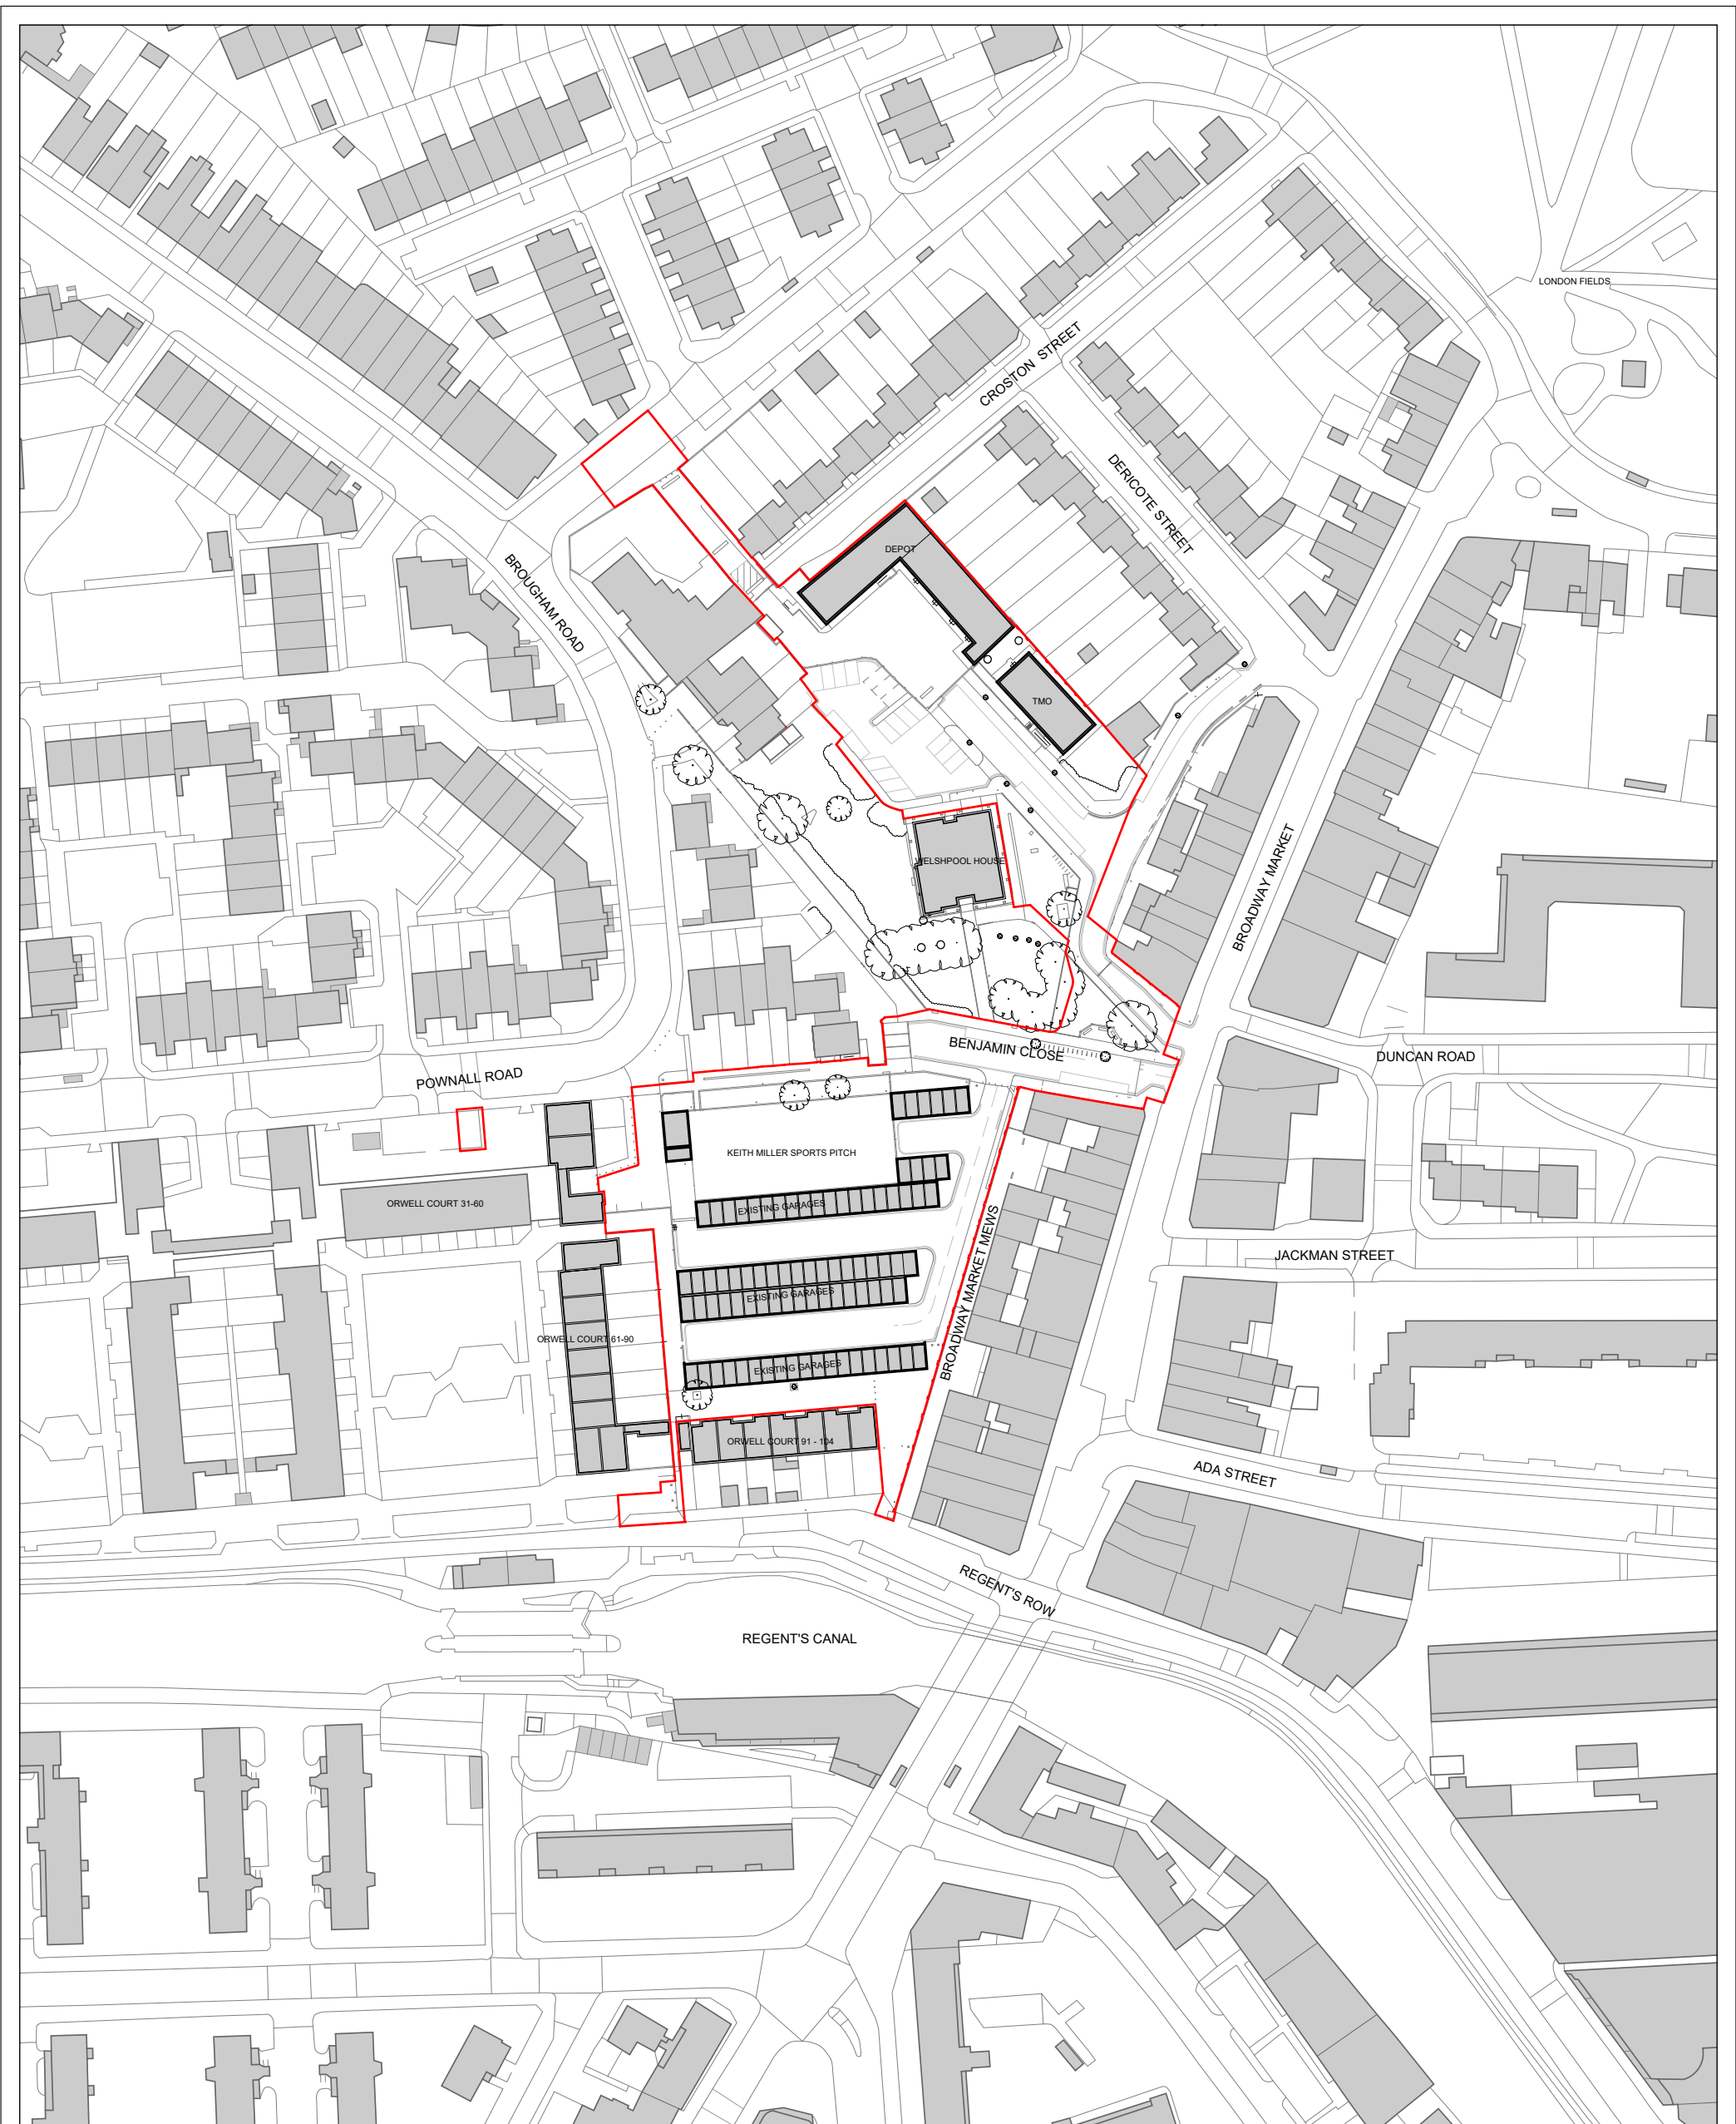 LONDON FIELDS
CROSTON STREET
DERICOTE STREET
DEPOT
BROUGHAM ROAD
TMO
WELSHPOOL HOUSE
BROADWAY MARKET
BENJAMIN CLOSE
DUNCAN ROAD
POWNALL ROAD
KEITH MILLER SPORTS PITCH
ORWELL COURT 31-60
EXISTING GARAGES
BROADWAY MARKET MEWS
JACKMAN STREET
EXISTING GARAGES
ORWELL COURT 61-90
EXISTING GARAGES
ORWELL COURT 91 - 104
ADA STREET
REGENT'S ROW
REGENT'S CANAL